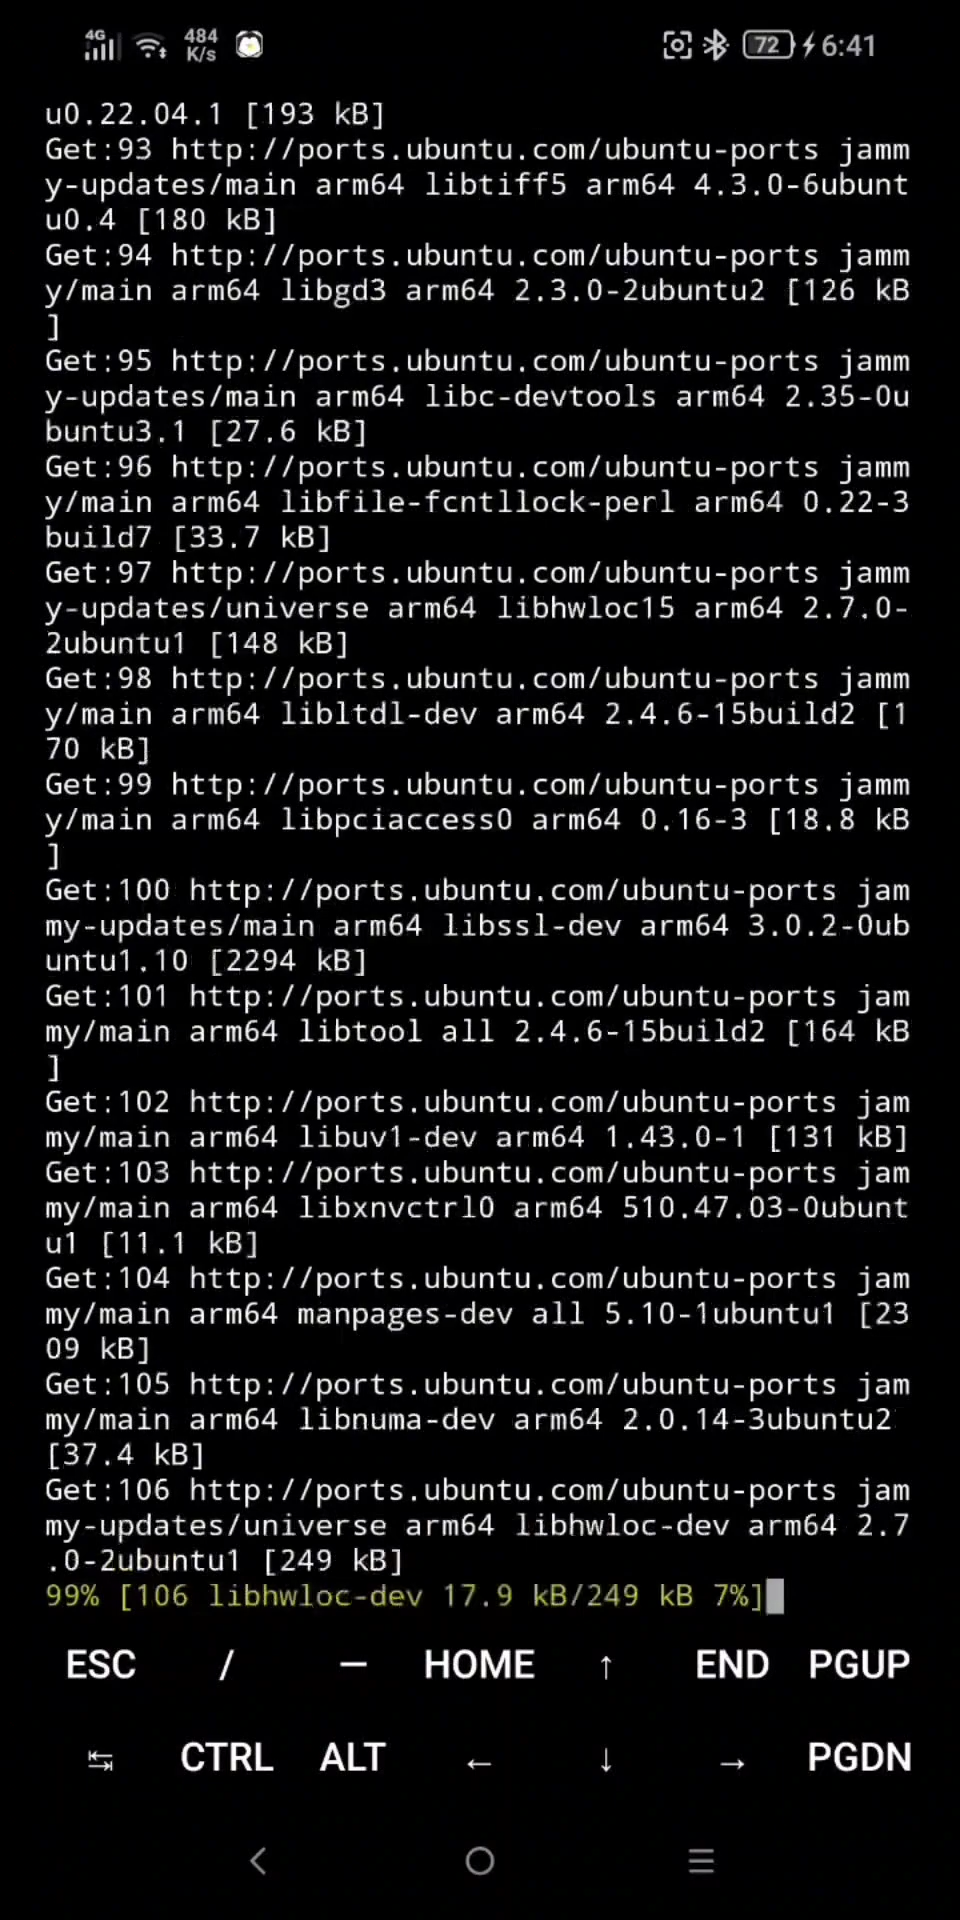 4G 484 K/s 72 6:41
u0.22.04.1 [193 kB]
Get:93 http://ports.ubuntu.com/ubuntu-ports jamm
y-updates/main arm64 libtiff5 arm64 4.3.0-6ubunt
u0.4 [180 kB]
Get:94 http://ports.ubuntu.com/ubuntu-ports jamm
y/main arm64 libgd3 arm64 2.3.0-2ubuntu2 [126 kB
]
Get:95 http://ports.ubuntu.com/ubuntu-ports jamm
y-updates/main arm64 libc-devtools arm64 2.35-0u
buntu3.1 [27.6 kB]
Get:96 http://ports.ubuntu.com/ubuntu-ports jamm
y/main arm64 libfile-fcntllock-perl arm64 0.22-3
build7 [33.7 kB]
Get:97 http://ports.ubuntu.com/ubuntu-ports jamm
y-updates/universe arm64 libhwloc15 arm64 2.7.0-
2ubuntu1 [148 kB]
Get:98 http://ports.ubuntu.com/ubuntu-ports jamm
y/main arm64 libltdl-dev arm64 2.4.6-15build2 [1
70 kB]
Get:99 http://ports.ubuntu.com/ubuntu-ports jamm
y/main arm64 libpciaccess0 arm64 0.16-3 [18.8 kB
]
Get:100 http://ports.ubuntu.com/ubuntu-ports jam
my-updates/main arm64 libssl-dev arm64 3.0.2-0ub
untu1.10 [2294 kB]
Get:101 http://ports.ubuntu.com/ubuntu-ports jam
my/main arm64 libtool all 2.4.6-15build2 [164 kB
]
Get:102 http://ports.ubuntu.com/ubuntu-ports jam
my/main arm64 libuv1-dev arm64 1.43.0-1 [131 kB]
Get:103 http://ports.ubuntu.com/ubuntu-ports jam
my/main arm64 libxnvctrl0 arm64 510.47.03-0ubunt
u1 [11.1 kB]
Get:104 http://ports.ubuntu.com/ubuntu-ports jam
my/main arm64 manpages-dev all 5.10-1ubuntu1 [23
09 kB]
Get:105 http://ports.ubuntu.com/ubuntu-ports jam
my/main arm64 libnuma-dev arm64 2.0.14-3ubuntu2
[37.4 kB]
Get:106 http://ports.ubuntu.com/ubuntu-ports jam
my-updates/universe arm64 libhwloc-dev arm64 2.7
.0-2ubuntu1 [249 kB]
99% [106 libhwloc-dev 17.9 kB/249 kB 7%]
ESC / — HOME ↑ END PGUP
↹ CTRL ALT ← ↓ → PGDN